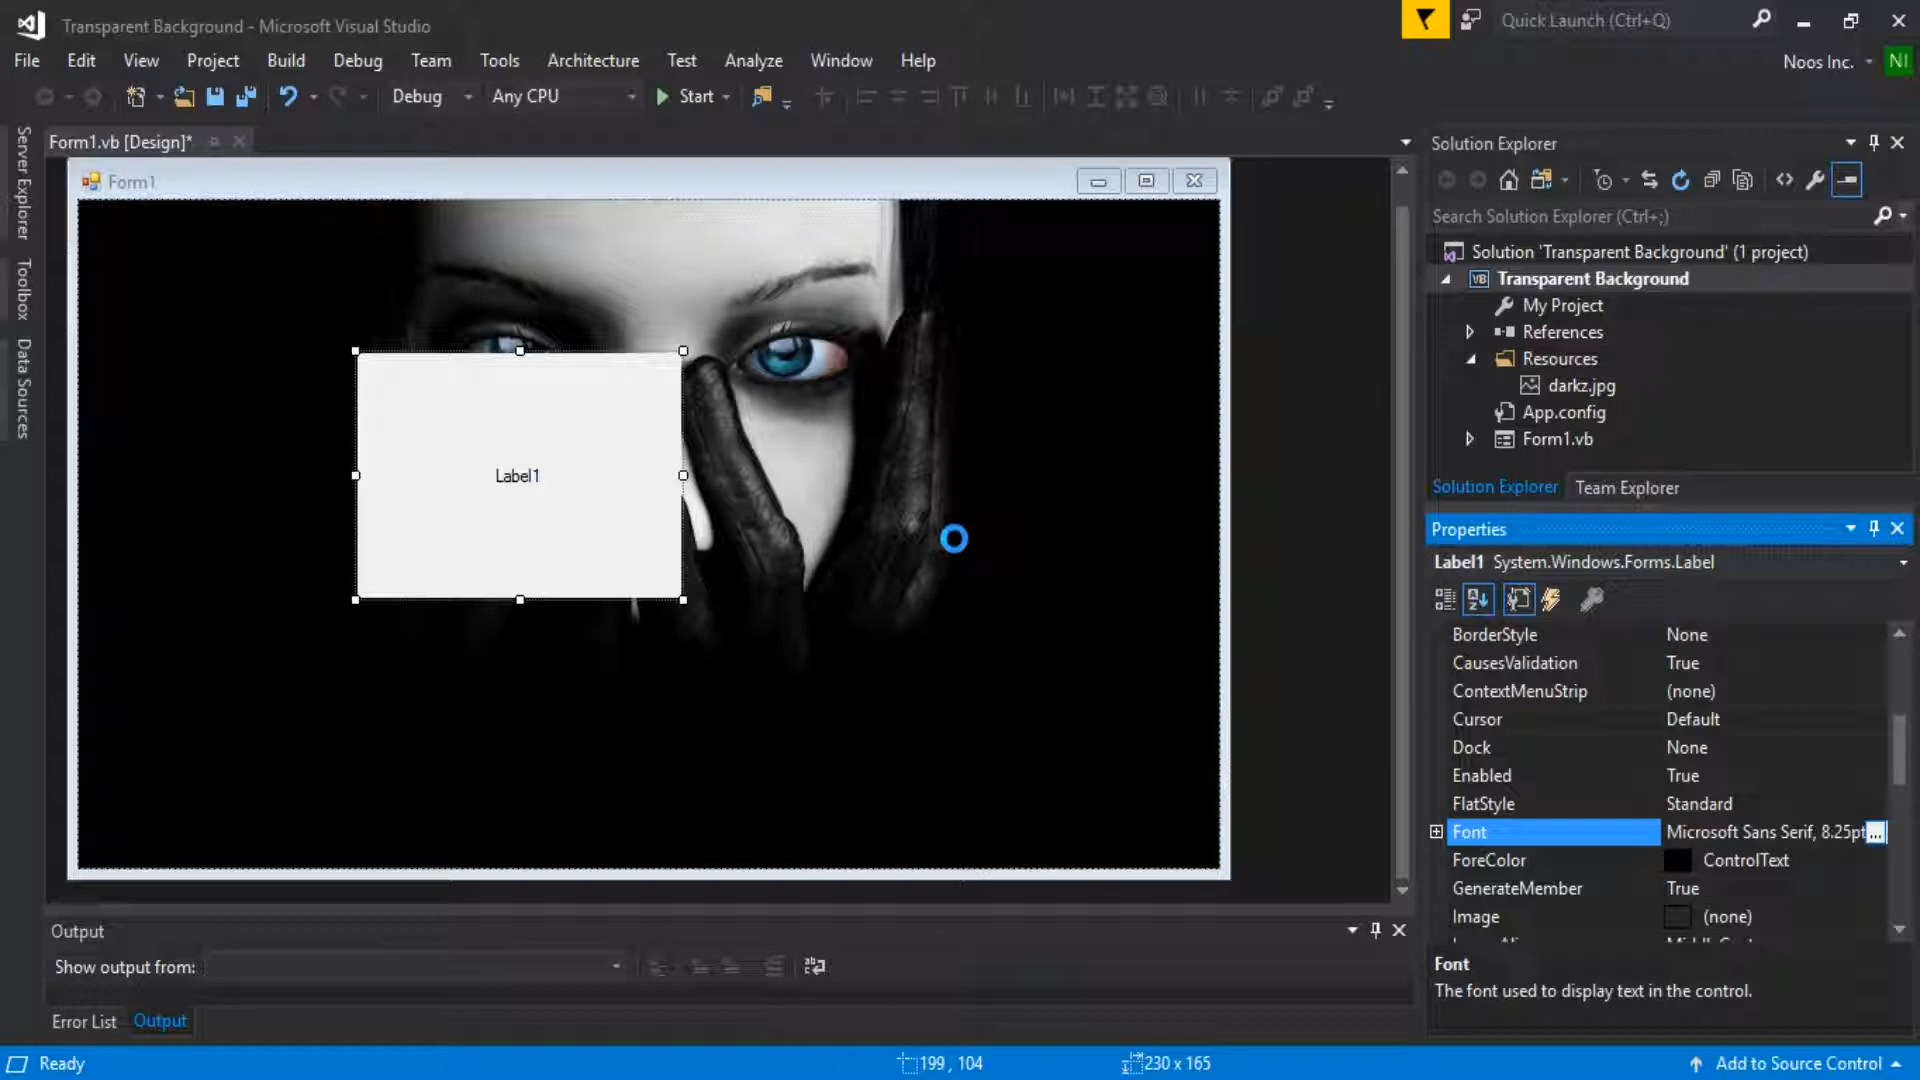 Transparent Background - Microsoft Visual Studio
Quick Launch (Ctrl+Q)
File Edit View Project Build Debug Team Tools Architecture Test Analyze Window Help
Noos Inc. NI
Debug Any CPU Start
Server Explorer
Toolbox
Data Sources
Form1.vb [Design]*
Form1
Label1
Solution Explorer
Search Solution Explorer (Ctrl+;)
Solution 'Transparent Background' (1 project)
VB Transparent Background
My Project
References
Resources
darkz.jpg
App.config
Form1.vb
Solution Explorer Team Explorer
Properties
Label1 System.Windows.Forms.Label
BorderStyle None
CausesValidation True
ContextMenuStrip (none)
Cursor Default
Dock None
Enabled True
FlatStyle Standard
Font Microsoft Sans Serif, 8.25pt ...
ForeColor ControlText
GenerateMember True
Image (none)
Font
The font used to display text in the control.
Output
Show output from:
Error List Output
Ready 199 , 104 230 x 165 Add to Source Control